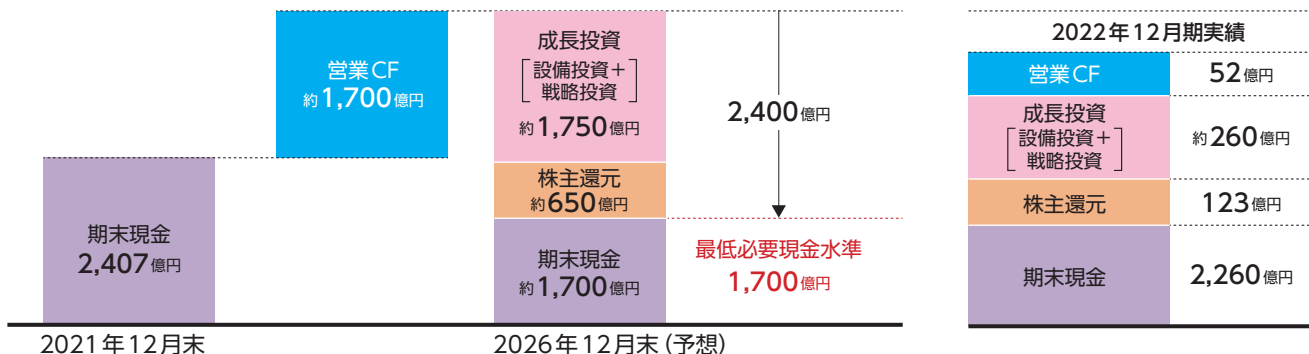 営業CF
約1,700億円
期末現金
2,407億円
成長投資
設備投資+
戦略投資
約1,750億円
株主還元
約650億円
期末現金
約1,700億円
2,400億円
最低必要現金水準
1,700億円
2021年12月末
2026年12月末(予想)
2022年12月期実績
営業CF 52億円
成長投資
[設備投資+
戦略投資] 約260億円
株主還元 123億円
期末現金 2,260億円